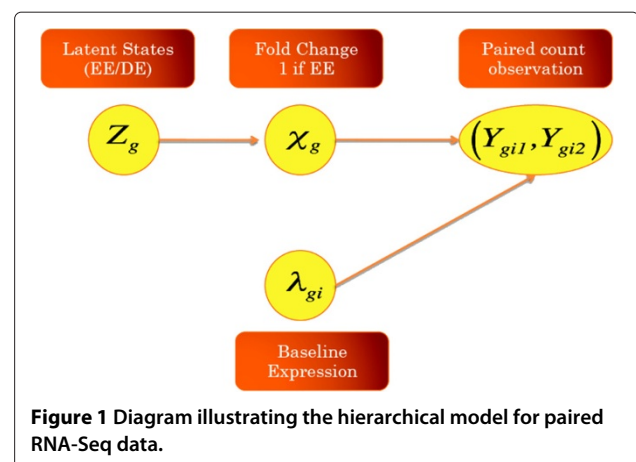 Latent States
(EE/DE)
Fold Change
1 if EE
Paired count
observation
Z_g
χ_g
(Y_gi1, Y_gi2)
λ_gi
Baseline
Expression
Figure 1 Diagram illustrating the hierarchical model for paired
RNA-Seq data.